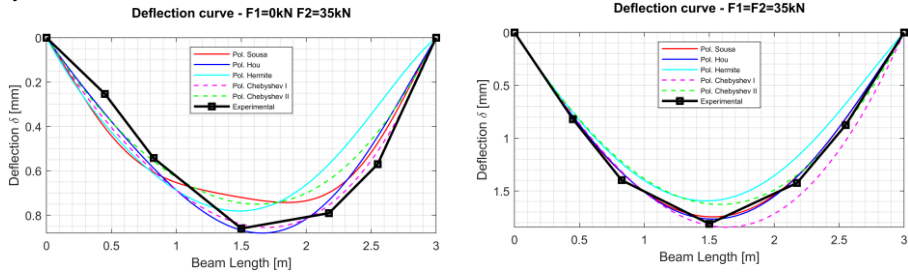 Deflection curve - F1=0kN F2=35kN
Deflection δ [mm]
0
0.2
0.4
0.6
0.8
Pol. Sousa
Pol. Hou
Pol. Hermite
Pol. Chebyshev I
Pol. Chebyshev II
Experimental
0 0.5 1 1.5 2 2.5 3
Beam Length [m]
Deflection curve - F1=F2=35kN
Deflection δ [mm]
0
0.5
1
1.5
Pol. Sousa
Pol. Hou
Pol. Hermite
Pol. Chebyshev I
Pol. Chebyshev II
Experimental
0 0.5 1 1.5 2 2.5 3
Beam Length [m]